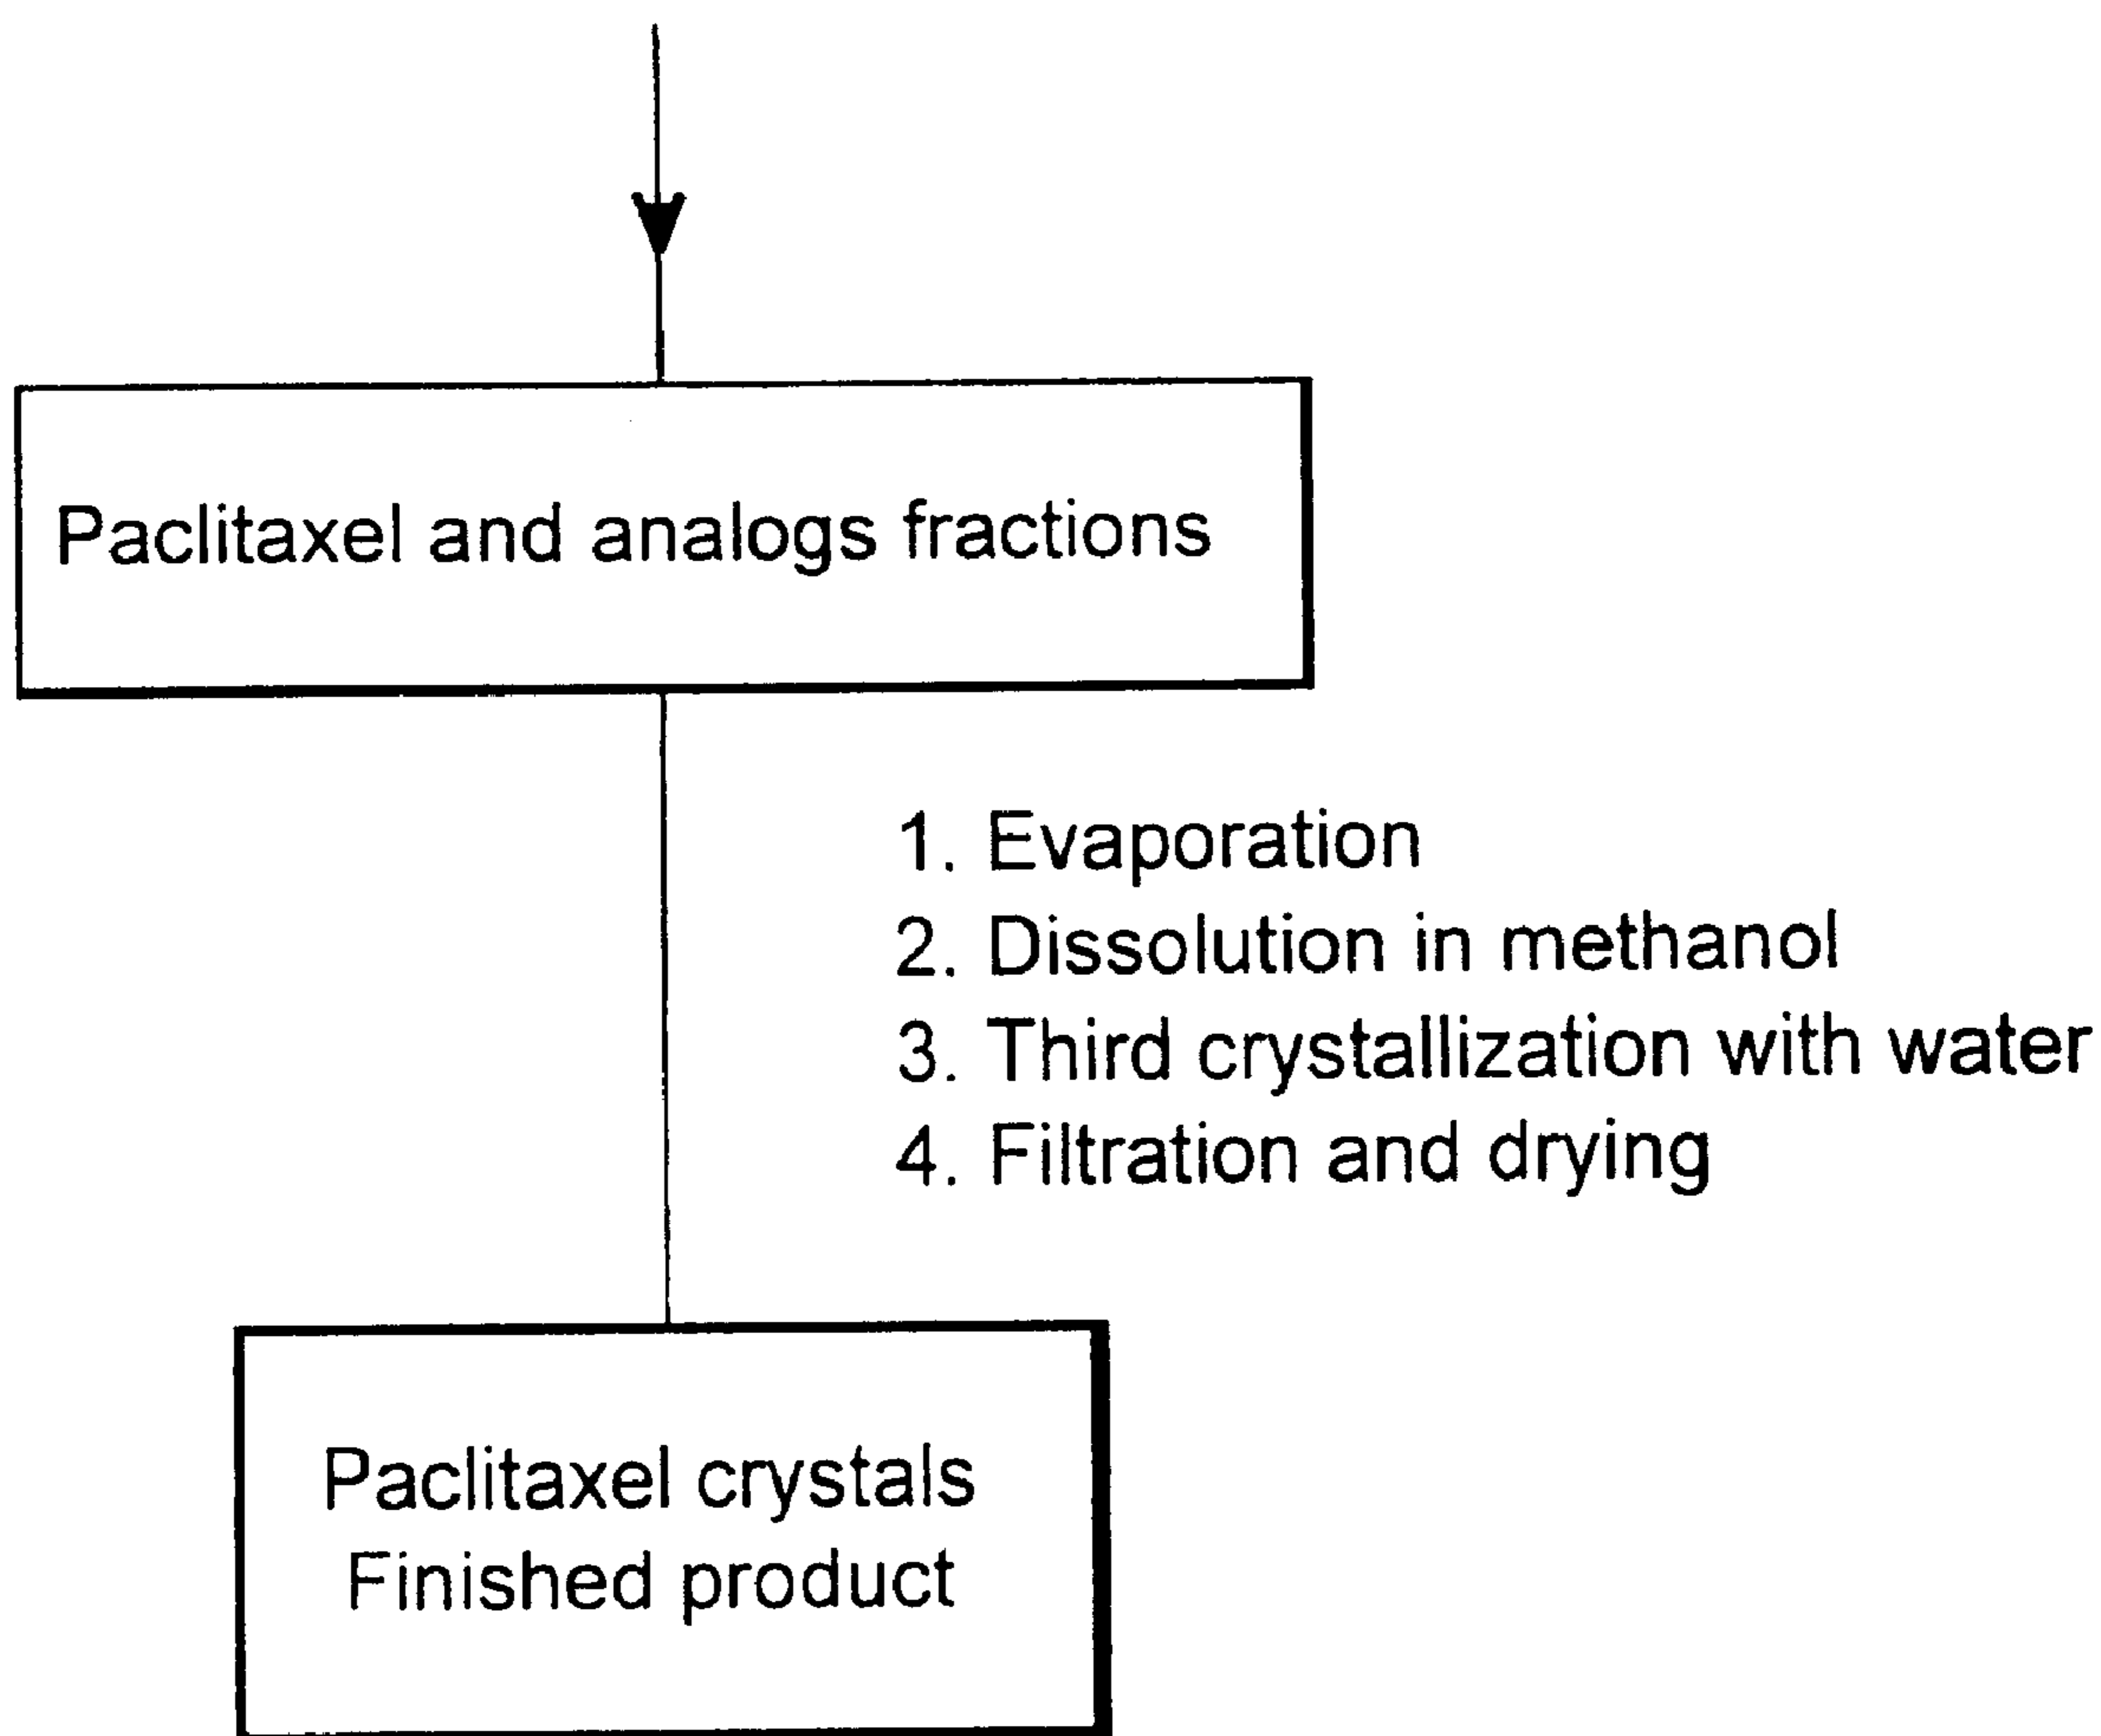 Paclitaxel and analogs fractions
1. Evaporation
2. Dissolution in methanol
3. Third crystallization with water
4. Filtration and drying
Paclitaxel crystals
Finished product